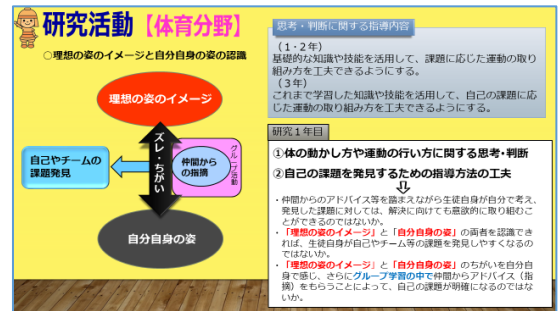 研究活動【体育分野】
○理想の姿のイメージと自分自身の姿の認識
理想の姿のイメージ
ズレ・ちがい
グループ活動
仲間から
の指摘
自己やチームの
課題発見
自分自身の姿
思考・判断に関する指導内容
（１・２年）
基礎的な知識や技能を活用して、課題に応じた運動の取り
組み方を工夫できるようにする。
（３年）
これまで学習した知識や技能を活用して、自己の課題に応
じた運動の取り組み方を工夫できるようにする。
研究１年目
①体の動かし方や運動の行い方に関する思考・判断
②自己の課題を発見するための指導方法の工夫
・仲間からのアドバイス等を踏まえながら生徒自身が自分で考え、
発見した課題に対しては、解決に向けても意欲的に取り組むこ
とができるのではないか。
・「理想の姿のイメージ」と「自分自身の姿」の両者を認識でき
れば、生徒自身が自己やチーム等の課題を発見しやすくなるの
ではないか。
・「理想の姿のイメージ」と「自分自身の姿」のちがいを自分自
身で感じ、さらにグループ学習の中で仲間からアドバイス（指
摘）をもらうことによって、自己の課題が明確になるのではな
いか。